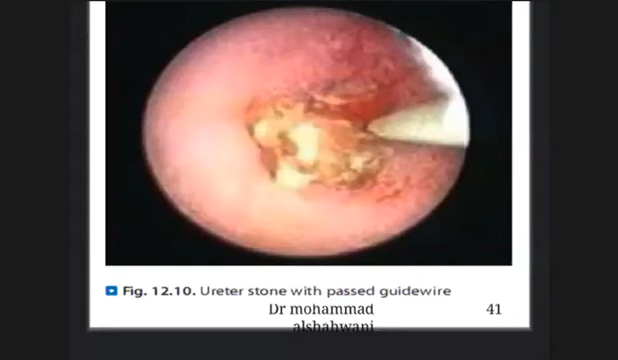 Fig. 12.10. Ureter stone with passed guidewire
Dr mohammad 41
alshahwani